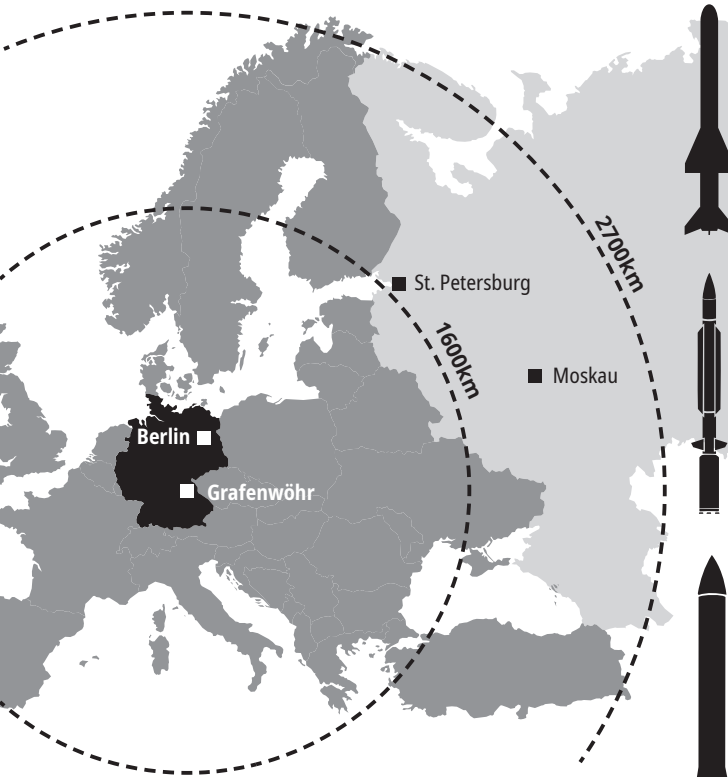 2700km
St. Petersburg
1600km
Moskau
Berlin
Grafenwöhr